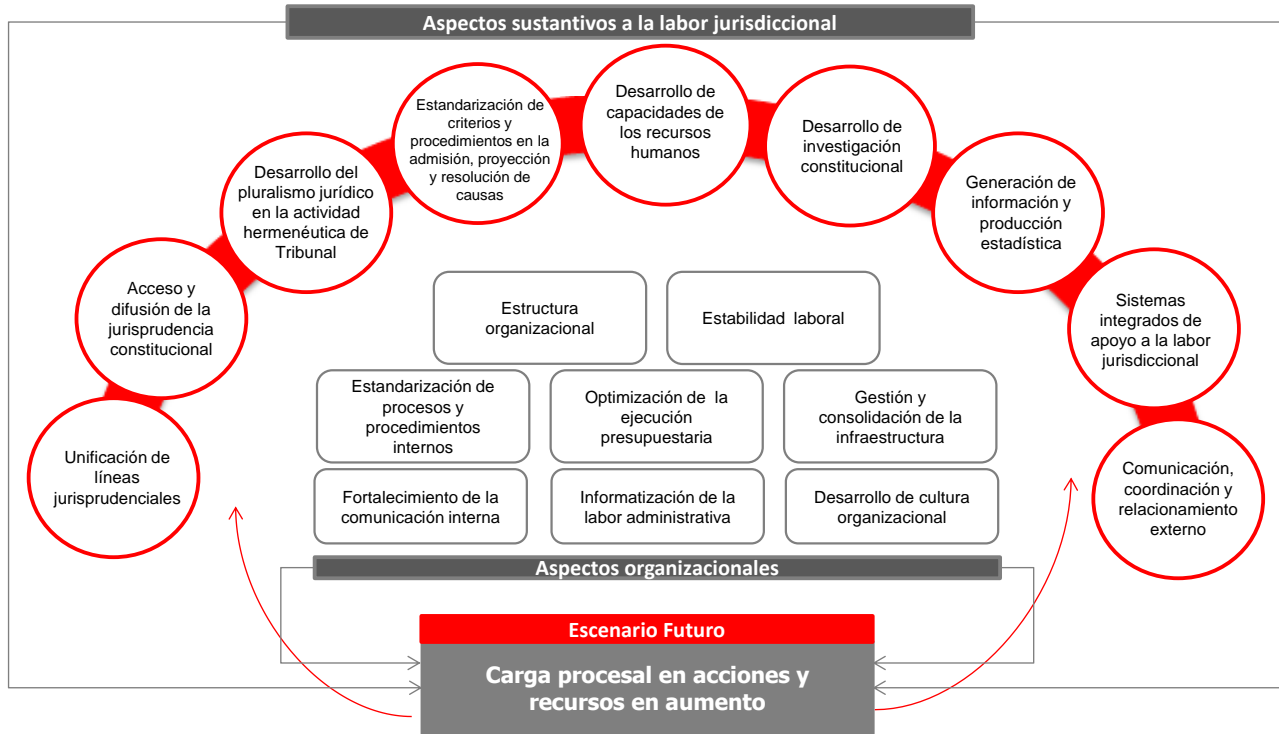 Aspectos sustantivos a la labor jurisdiccional
Unificación de
líneas
jurisprudenciales
Acceso y
difusión de la
jurisprudencia
constitucional
Desarrollo del
pluralismo jurídico
en la actividad
hermenéutica de
Tribunal
Estandarización de
criterios y
procedimientos en la
admisión, proyección
y resolución de
causas
Desarrollo de
capacidades de
los recursos
humanos
Desarrollo de
investigación
constitucional
Generación de
información y
producción
estadística
Sistemas
integrados de
apoyo a la labor
jurisdiccional
Comunicación,
coordinación y
relacionamiento
externo
Estructura
organizacional
Estabilidad laboral
Estandarización de
procesos y
procedimientos
internos
Optimización de la
ejecución
presupuestaria
Gestión y
consolidación de la
infraestructura
Fortalecimiento de la
comunicación interna
Informatización de la
labor administrativa
Desarrollo de cultura
organizacional
Aspectos organizacionales
Escenario Futuro
Carga procesal en acciones y
recursos en aumento